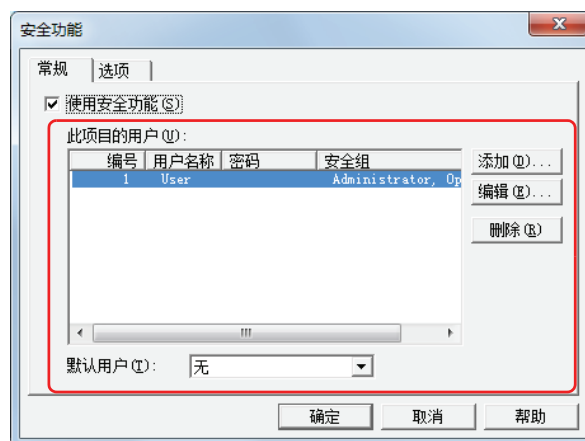 安全功能
常规 选项
使用安全功能(S)
此项目的用户(U):
编号 用户名称 密码 安全组
1 User Administrator, Op
添加(D)...
编辑(E)...
删除(R)
默认用户(T): 无
确定 取消 帮助